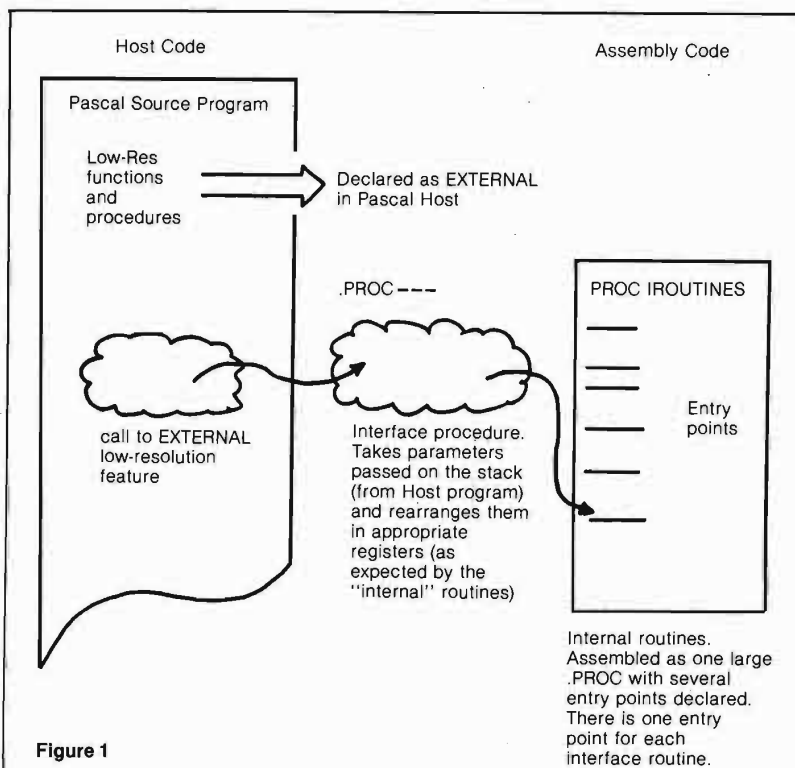 Host Code
Assembly Code
Pascal Source Program
Low-Res
functions
and
procedures
Declared as EXTERNAL
in Pascal Host
.PROC ---
PROC IROUTINES
Entry
points
call to EXTERNAL
low-resolution
feature
Interface procedure.
Takes parameters
passed on the stack
(from Host program)
and rearranges them
in appropriate
registers (as
expected by the
"internal" routines)
Internal routines.
Assembled as one large
.PROC with several
entry points declared.
There is one entry
point for each
interface routine.
Figure 1